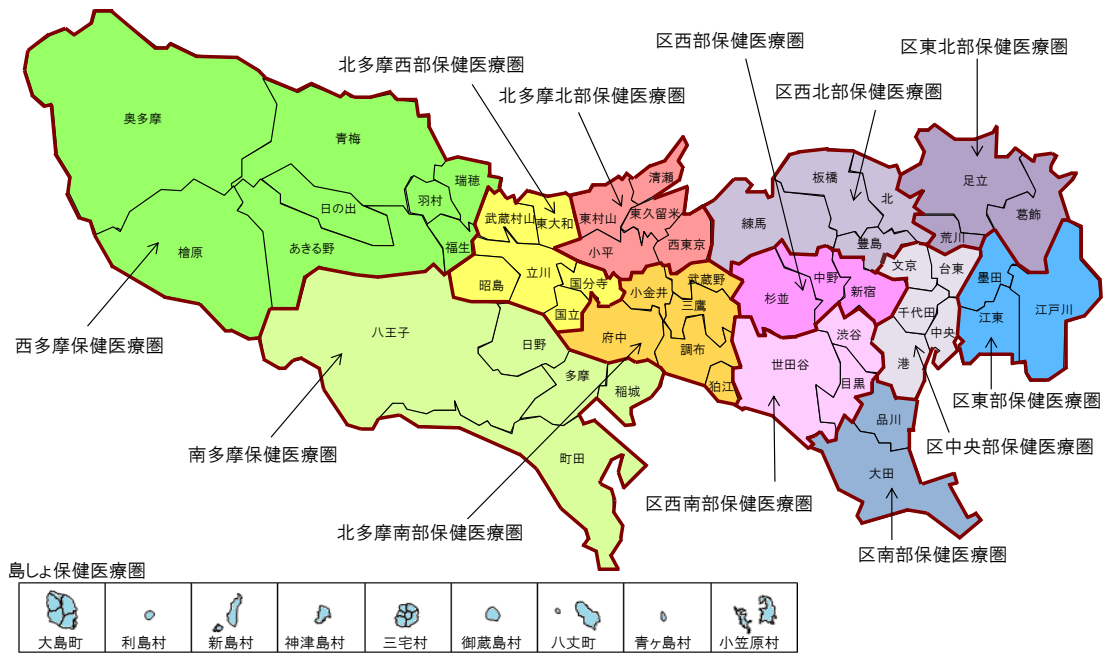 区西部保健医療圏
区東北部保健医療圏
北多摩西部保健医療圏
区西北部保健医療圏
北多摩北部保健医療圏
奥多摩
青梅
瑞穂
羽村
日の出
あきる野
福生
檜原
西多摩保健医療圏
武蔵村山
東大和
立川
昭島
国分寺
国立
清瀬
東村山
東久留米
小平
西東京
小金井
武蔵野
三鷹
府中
調布
狛江
八王子
日野
多摩
稲城
町田
南多摩保健医療圏
北多摩南部保健医療圏
板橋
北
練馬
豊島
足立
葛飾
荒川
杉並
中野
新宿
文京
台東
千代田
中央
港
墨田
江東
江戸川
渋谷
世田谷
目黒
品川
大田
区東部保健医療圏
区中央部保健医療圏
区西南部保健医療圏
区南部保健医療圏
島しょ保健医療圏
大島町
利島村
新島村
神津島村
三宅村
御蔵島村
八丈町
青ヶ島村
小笠原村